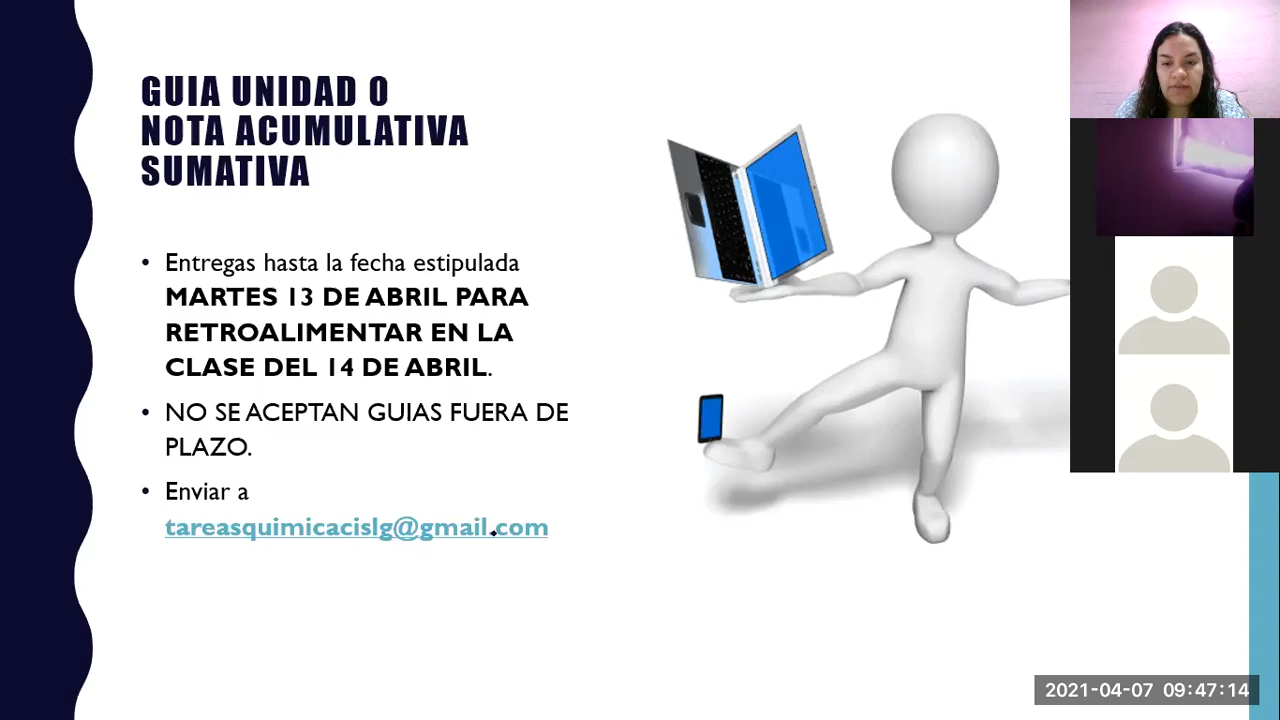 GUIA UNIDAD 0
NOTA ACUMULATIVA
SUMATIVA
• Entregas hasta la fecha estipulada
MARTES 13 DE ABRIL PARA
RETROALIMENTAR EN LA
CLASE DEL 14 DE ABRIL.
• NO SE ACEPTAN GUIAS FUERA DE
PLAZO.
• Enviar a
tareasquimicacislg@gmail.com
2021-04-07 09:47:14